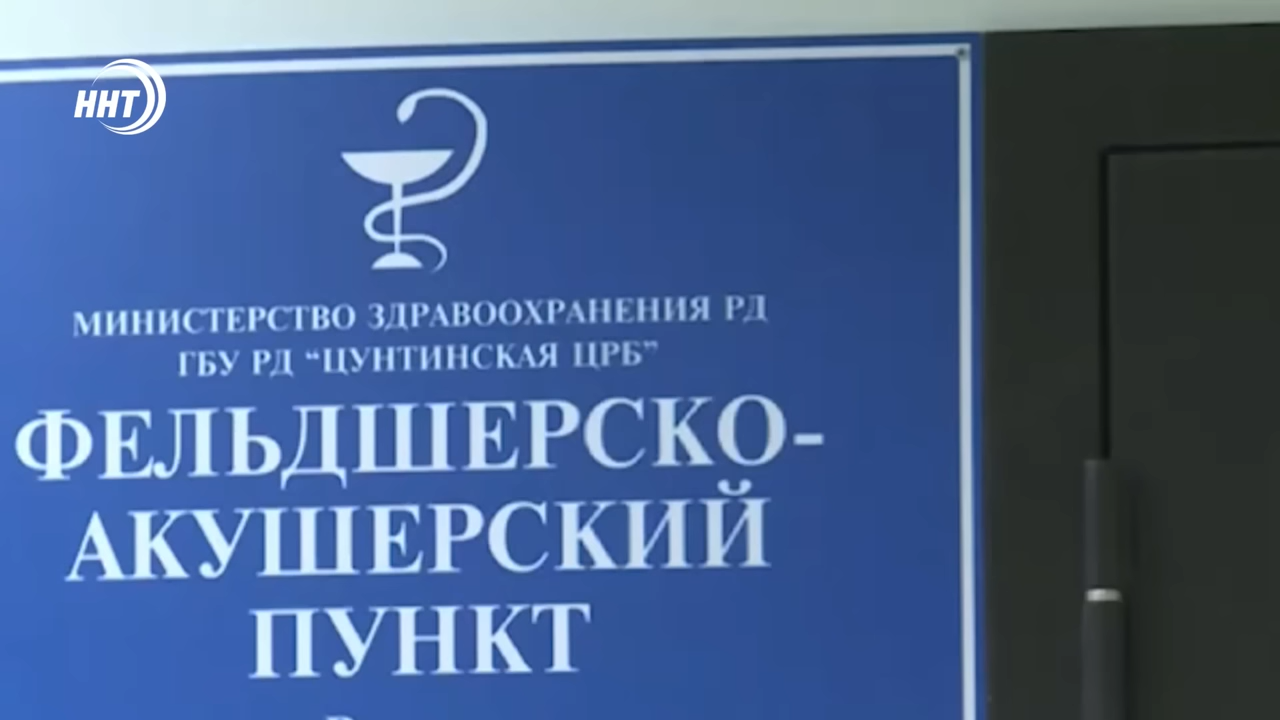 ННТ
МИНИСТЕРСТВО ЗДРАВООХРАНЕНИЯ РД
ГБУ РД “ЦУНТИНСКАЯ ЦРБ”
ФЕЛЬДШЕРСКО-
АКУШЕРСКИЙ
ПУНКТ